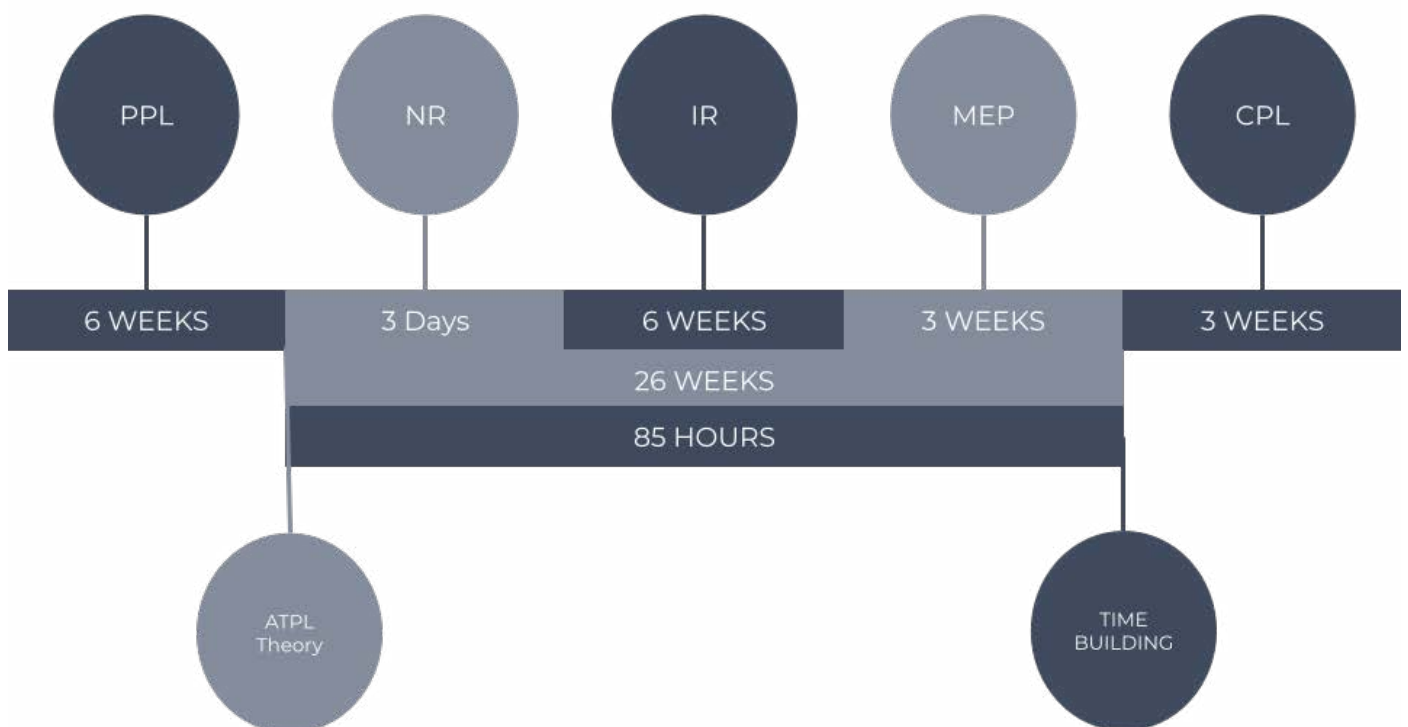 PPL
NR
IR
MEP
CPL
6 WEEKS
3 Days
6 WEEKS
3 WEEKS
3 WEEKS
26 WEEKS
85 HOURS
ATPL
Theory
TIME
BUILDING